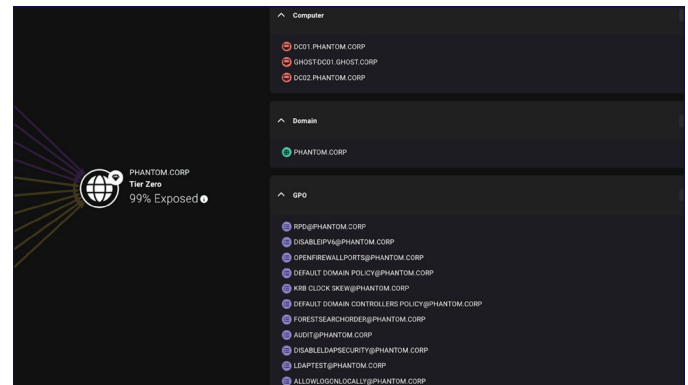 PHANTOM.CORP
Tier Zero
99% Exposed
Computer
DC01.PHANTOM.CORP
GHOST-DC01.GHOST.CORP
DC02.PHANTOM.CORP
Domain
PHANTOM.CORP
GPO
RPD@PHANTOM.CORP
DISABLEIPV6@PHANTOM.CORP
OPENFIREWALLPORTS@PHANTOM.CORP
DEFAULT DOMAIN POLICY@PHANTOM.CORP
KRB CLOCK SKEW@PHANTOM.CORP
DEFAULT DOMAIN CONTROLLERS POLICY@PHANTOM.CORP
FORESTSEARCHORDER@PHANTOM.CORP
AUDIT@PHANTOM.CORP
DISABLELDAPSECURITY@PHANTOM.CORP
LDAPTEST@PHANTOM.CORP
ALLOWLOGONLOCALLY@PHANTOM.CORP